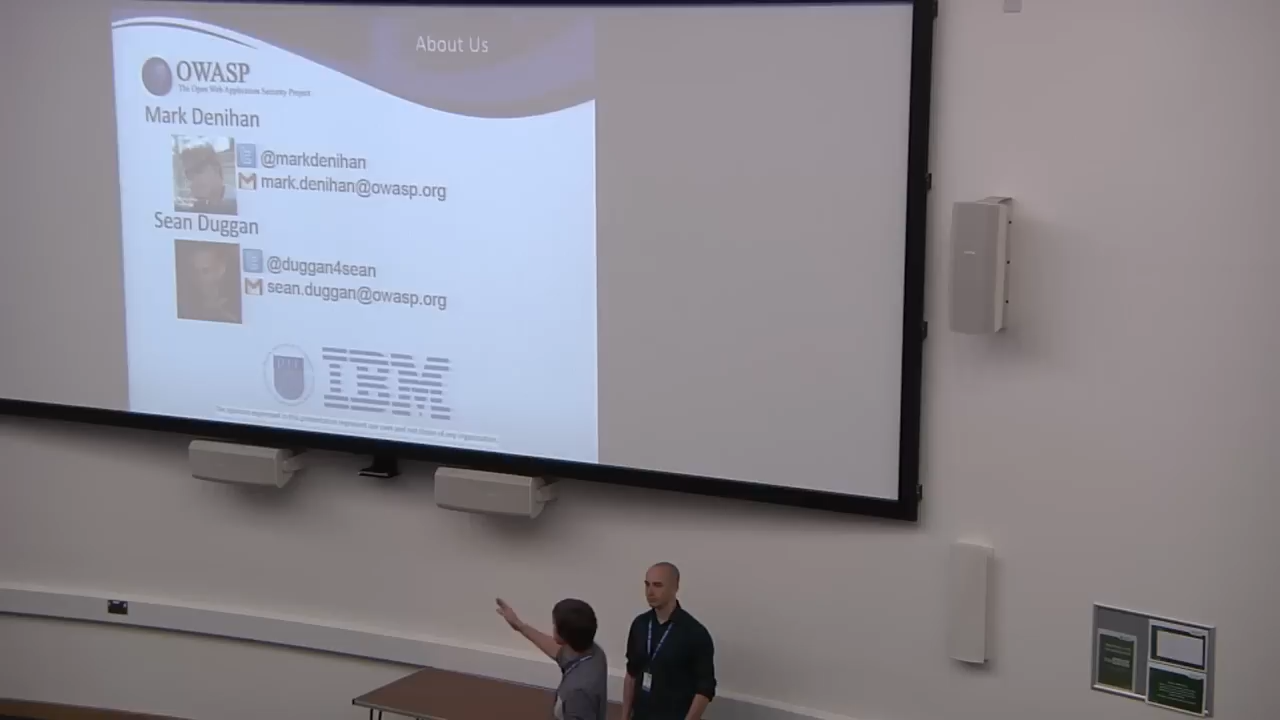 About Us
OWASP
The Open Web Application Security Project
Mark Denihan
@markdenihan
mark.denihan@owasp.org
Sean Duggan
@duggan4sean
sean.duggan@owasp.org
IBM